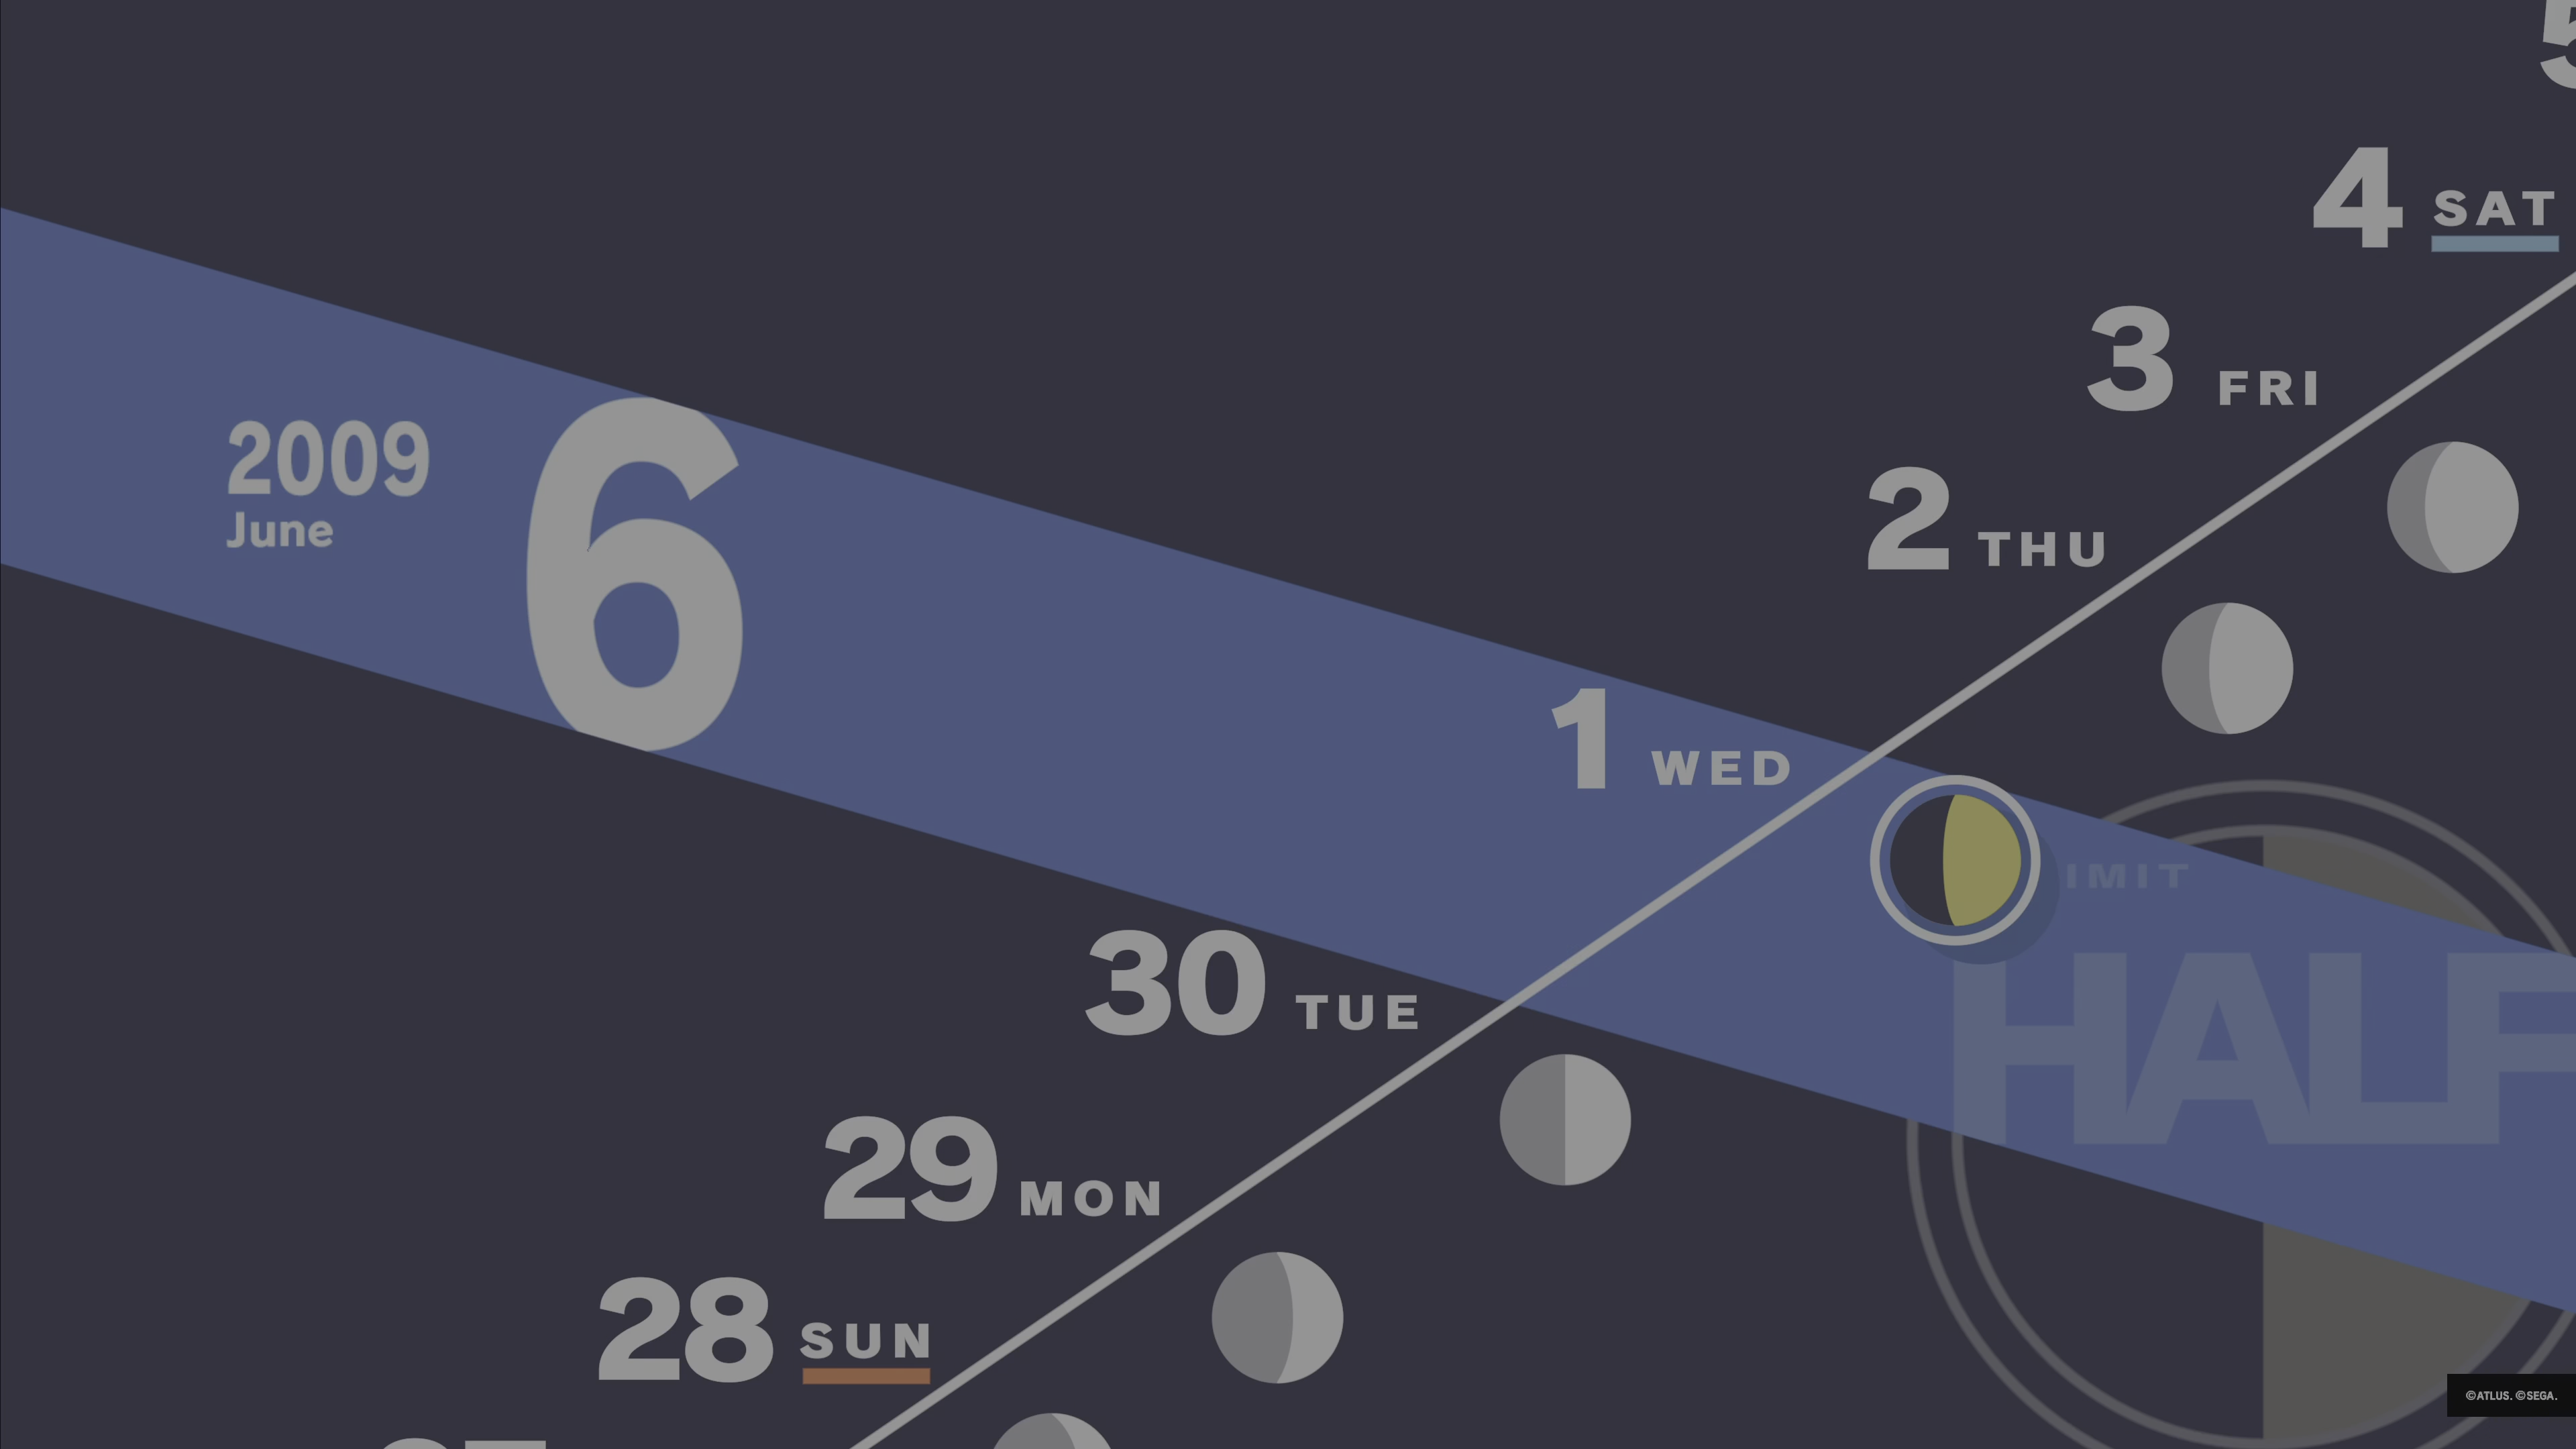 5
4 SAT
3 FRI
2 THU
2009
June
6
1 WED
IMIT
HALF
30 TUE
29 MON
28 SUN
©ATLUS. ©SEGA.